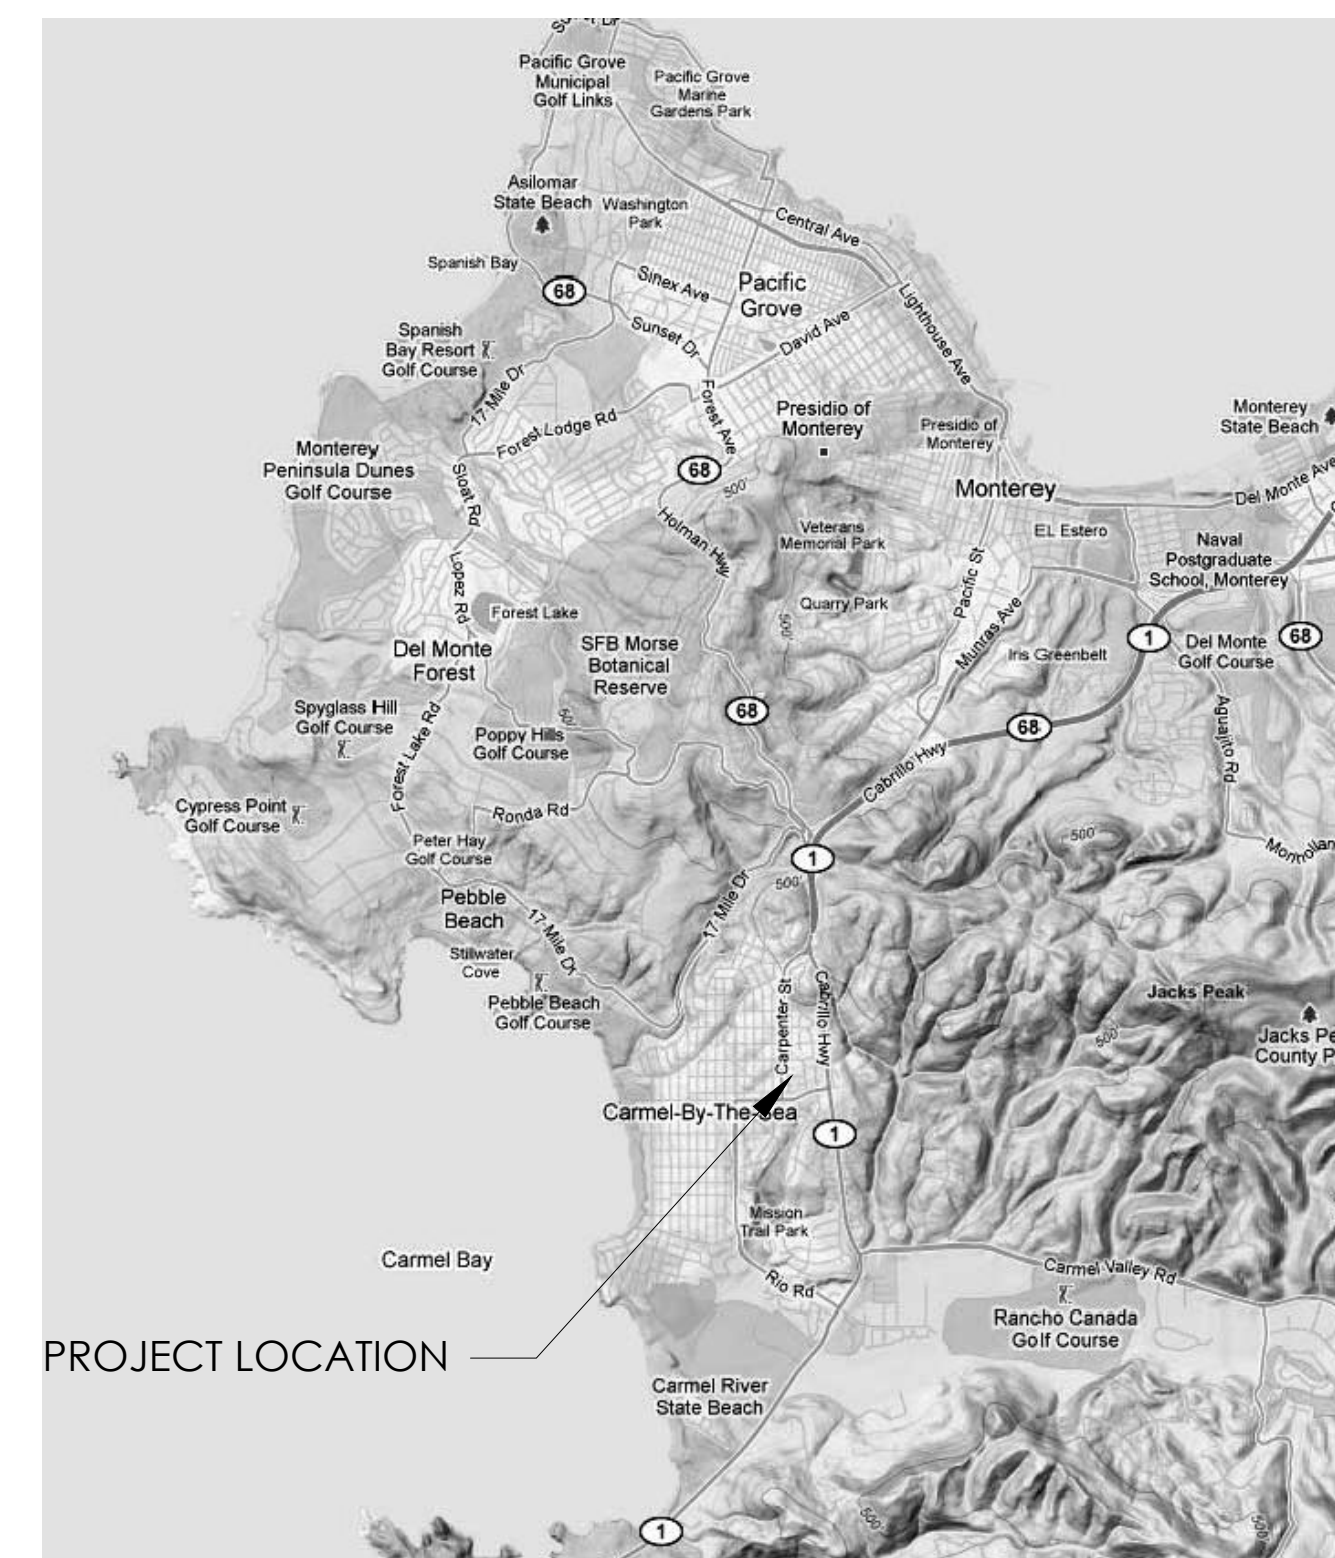 Pacific Grove
Municipal
Golf Links
Pacific Grove
Marine
Gardens Park
Asilomar
State Beach
Washington
Park
Central Ave
Spanish Bay
68
Sinex Ave
Pacific
Grove
Lighthouse Ave
Spanish
Bay Resort
Golf Course
Sunset Dr
David Ave
17 Mile Dr
Forest Lodge Rd
Forest Ave
Presidio of
Monterey
Presidio of
Monterey
Monterey
State Beach
Monterey
Peninsula Dunes
Golf Course
Sloat Rd
68
500'
Monterey
Del Monte Ave
Holman Hwy
Veterans
Memorial Park
EL Estero
Naval
Postgraduate
School, Monterey
Lopez Rd
Forest Lake
Quarry Park
Pacific St
500'
Munras Ave
Del Monte
Forest
SFB Morse
Botanical
Reserve
Iris Greenbelt
1
Del Monte
Golf Course
68
Spyglass Hill
Golf Course
Forest Lake Rd
Poppy Hills
Golf Course
68
68
Aguajito Rd
Cabrillo Hwy
Cypress Point
Golf Course
Ronda Rd
Peter Hay
Golf Course
500'
1
500'
Pebble
Beach
17 Mile Dr
17 Mile Dr
Stillwater
Cove
Pebble Beach
Golf Course
Carpenter St
Cabrillo Hwy
Jacks Peak
500'
Jacks Pe
County P
Carmel-By-The-Sea
1
Mission
Trail Park
Carmel Bay
Rio Rd
Carmel Valley Rd
Rancho Canada
Golf Course
PROJECT LOCATION
Carmel River
State Beach
500'
500'
1